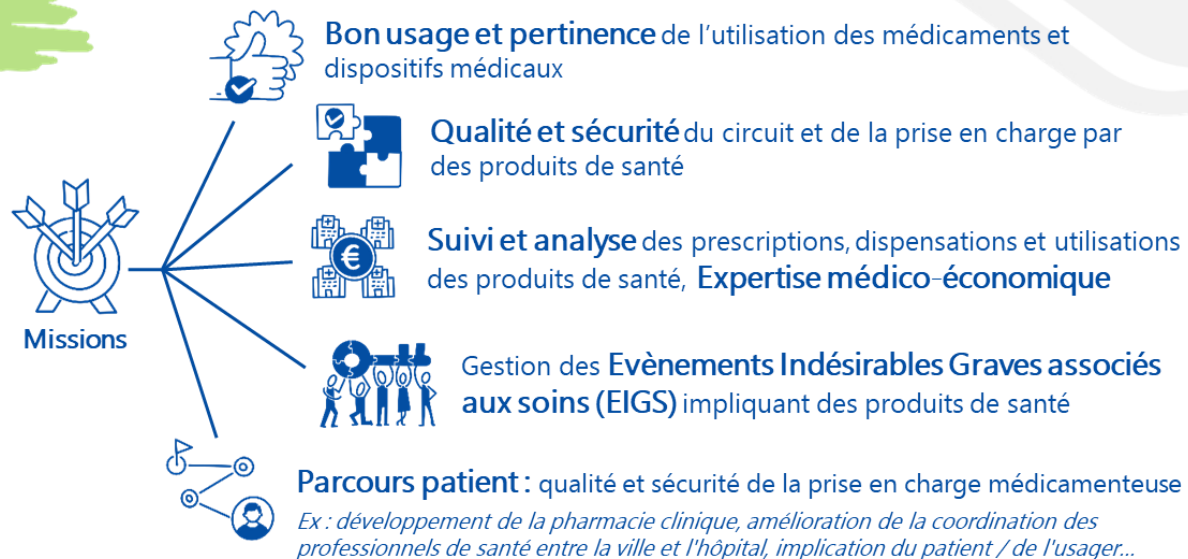 Bon usage et pertinence de l'utilisation des médicaments et
dispositifs médicaux
Qualité et sécurité du circuit et de la prise en charge par
des produits de santé
Suivi et analyse des prescriptions, dispensations et utilisations
des produits de santé, Expertise médico-économique
€
Missions
Gestion des Evènements Indésirables Graves associés
aux soins (EIGS) impliquant des produits de santé
Parcours patient : qualité et sécurité de la prise en charge médicamenteuse
Ex : développement de la pharmacie clinique, amélioration de la coordination des
professionnels de santé entre la ville et l'hôpital, implication du patient / de l'usager...